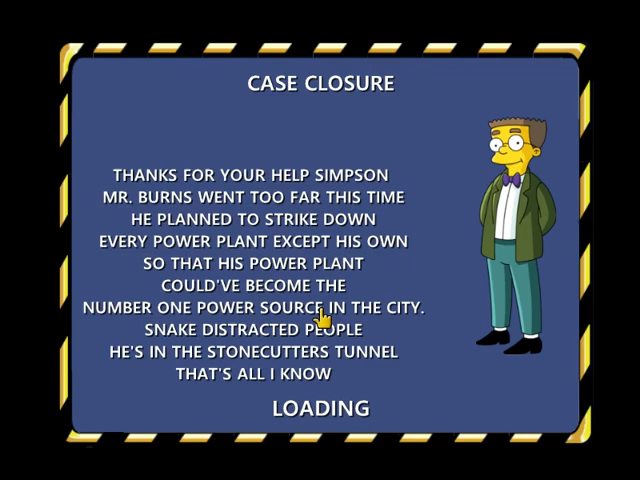 CASE CLOSURE
THANKS FOR YOUR HELP SIMPSON
MR. BURNS WENT TOO FAR THIS TIME
HE PLANNED TO STRIKE DOWN
EVERY POWER PLANT EXCEPT HIS OWN
SO THAT HIS POWER PLANT
COULD'VE BECOME THE
NUMBER ONE POWER SOURCE IN THE CITY.
SNAKE DISTRACTED PEOPLE
HE'S IN THE STONECUTTERS TUNNEL
THAT'S ALL I KNOW
LOADING